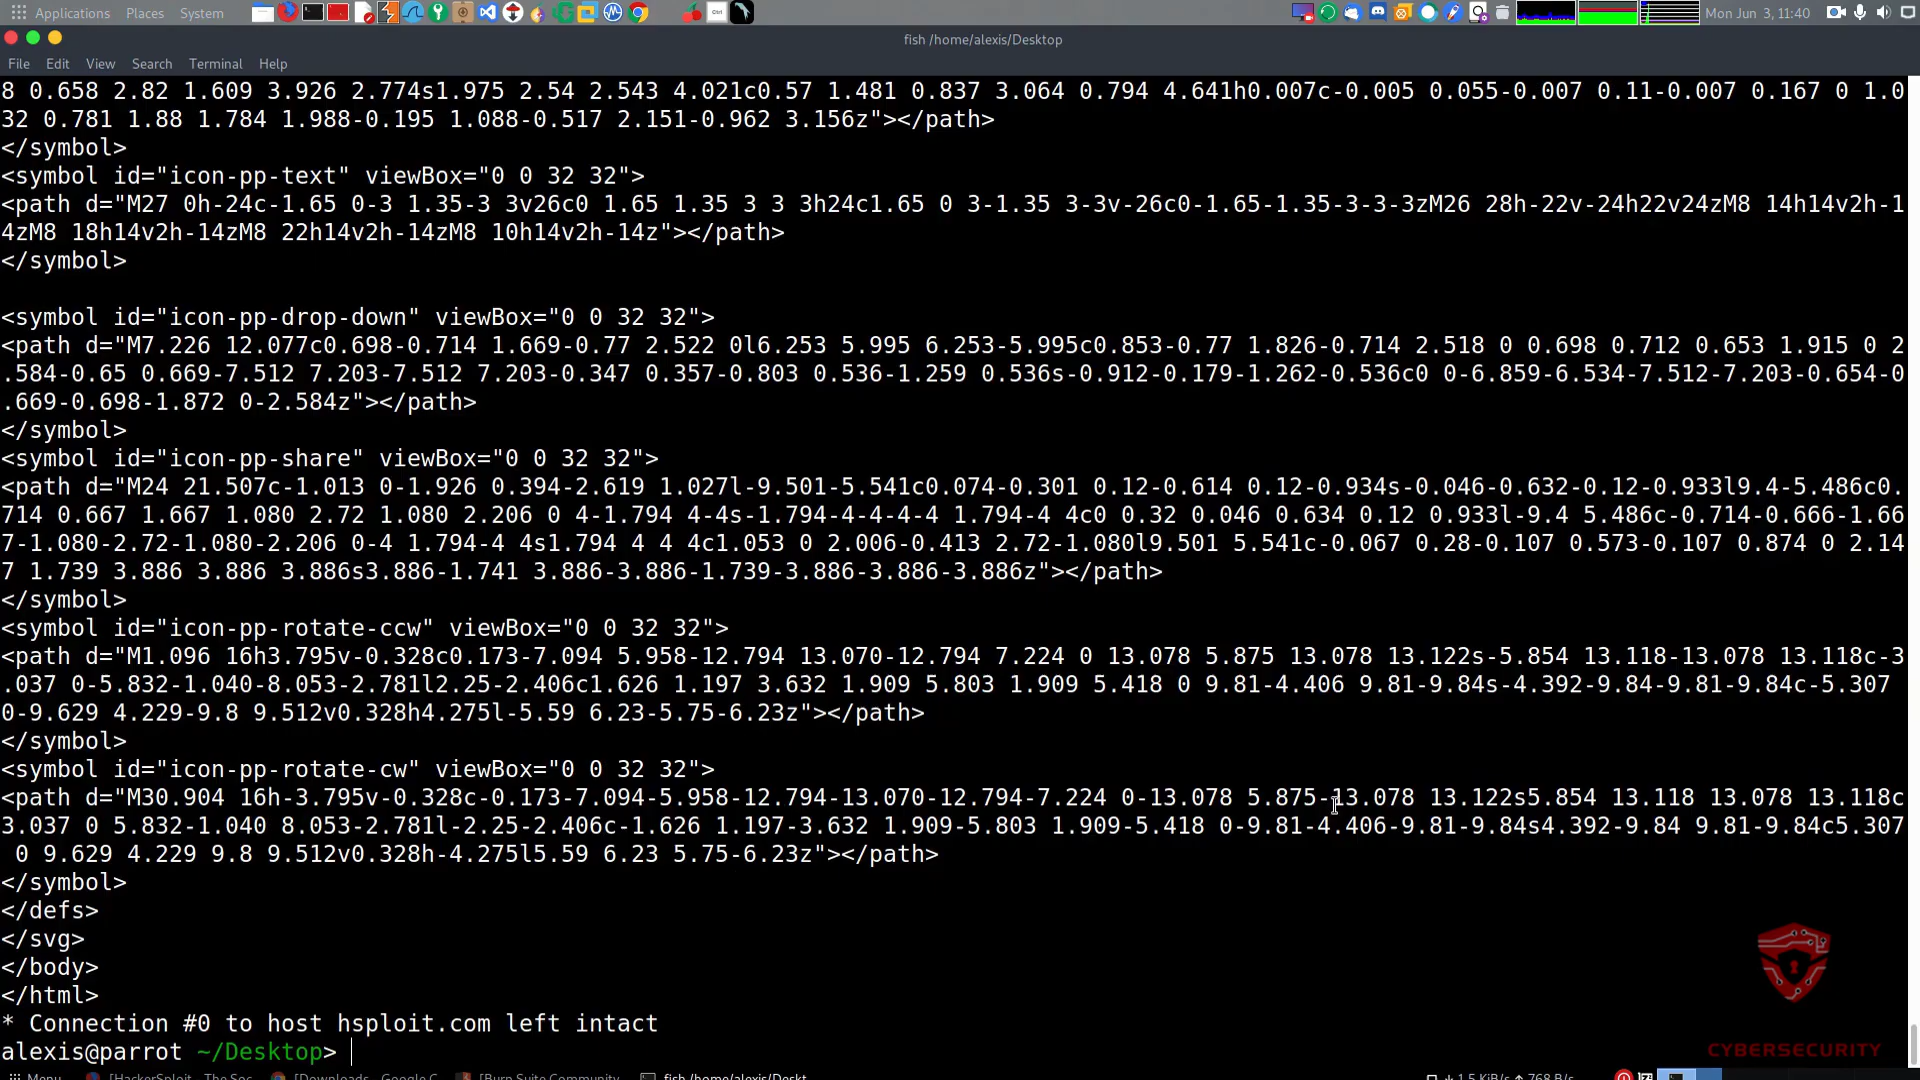 Applications Places System
Ctrl
Mon Jun 3, 11:40
fish /home/alexis/Desktop
File Edit View Search Terminal Help
8 0.658 2.82 1.609 3.926 2.774s1.975 2.54 2.543 4.021c0.57 1.481 0.837 3.064 0.794 4.641h0.007c-0.005 0.055-0.007 0.11-0.007 0.167 0 1.0
32 0.781 1.88 1.784 1.988-0.195 1.088-0.517 2.151-0.962 3.156z"></path>
</symbol>
<symbol id="icon-pp-text" viewBox="0 0 32 32">
<path d="M27 0h-24c-1.65 0-3 1.35-3 3v26c0 1.65 1.35 3 3 3h24c1.65 0 3-1.35 3-3v-26c0-1.65-1.35-3-3-3zM26 28h-22v-24h22v24zM8 14h14v2h-1
4zM8 18h14v2h-14zM8 22h14v2h-14zM8 10h14v2h-14z"></path>
</symbol>
<symbol id="icon-pp-drop-down" viewBox="0 0 32 32">
<path d="M7.226 12.077c0.698-0.714 1.669-0.77 2.522 0l6.253 5.995 6.253-5.995c0.853-0.77 1.826-0.714 2.518 0 0.698 0.712 0.653 1.915 0 2
.584-0.65 0.669-7.512 7.203-7.512 7.203-0.347 0.357-0.803 0.536-1.259 0.536s-0.912-0.179-1.262-0.536c0 0-6.859-6.534-7.512-7.203-0.654-0
.669-0.698-1.872 0-2.584z"></path>
</symbol>
<symbol id="icon-pp-share" viewBox="0 0 32 32">
<path d="M24 21.507c-1.013 0-1.926 0.394-2.619 1.027l-9.501-5.541c0.074-0.301 0.12-0.614 0.12-0.934s-0.046-0.632-0.12-0.933l9.4-5.486c0.
714 0.667 1.667 1.080 2.72 1.080 2.206 0 4-1.794 4-4s-1.794-4-4-4-4 1.794-4 4c0 0.32 0.046 0.634 0.12 0.933l-9.4 5.486c-0.714-0.666-1.66
7-1.080-2.72-1.080-2.206 0-4 1.794-4 4s1.794 4 4 4c1.053 0 2.006-0.413 2.72-1.080l9.501 5.541c-0.067 0.28-0.107 0.573-0.107 0.874 0 2.14
7 1.739 3.886 3.886 3.886s3.886-1.741 3.886-3.886-1.739-3.886-3.886-3.886z"></path>
</symbol>
<symbol id="icon-pp-rotate-ccw" viewBox="0 0 32 32">
<path d="M1.096 16h3.795v-0.328c0.173-7.094 5.958-12.794 13.070-12.794 7.224 0 13.078 5.875 13.078 13.122s-5.854 13.118-13.078 13.118c-3
.037 0-5.832-1.040-8.053-2.781l2.25-2.406c1.626 1.197 3.632 1.909 5.803 1.909 5.418 0 9.81-4.406 9.81-9.84s-4.392-9.84-9.81-9.84c-5.307
0-9.629 4.229-9.8 9.512v0.328h4.275l-5.59 6.23-5.75-6.23z"></path>
</symbol>
<symbol id="icon-pp-rotate-cw" viewBox="0 0 32 32">
<path d="M30.904 16h-3.795v-0.328c-0.173-7.094-5.958-12.794-13.070-12.794-7.224 0-13.078 5.875-13.078 13.122s5.854 13.118 13.078 13.118c
3.037 0 5.832-1.040 8.053-2.781l-2.25-2.406c-1.626 1.197-3.632 1.909-5.803 1.909-5.418 0-9.81-4.406-9.81-9.84s4.392-9.84 9.81-9.84c5.307
0 9.629 4.229 9.8 9.512v0.328h-4.275l5.59 6.23 5.75-6.23z"></path>
</symbol>
</defs>
</svg>
</body>
</html>
* Connection #0 to host hsploit.com left intact
alexis@parrot ~/Desktop>
CYBERSECURITY
Menu [HackerSploit - The Soc [Downloads - Google C [Burp Suite Community fish /home/alexis/Deskt 1.5 KiB/s 768 B/s